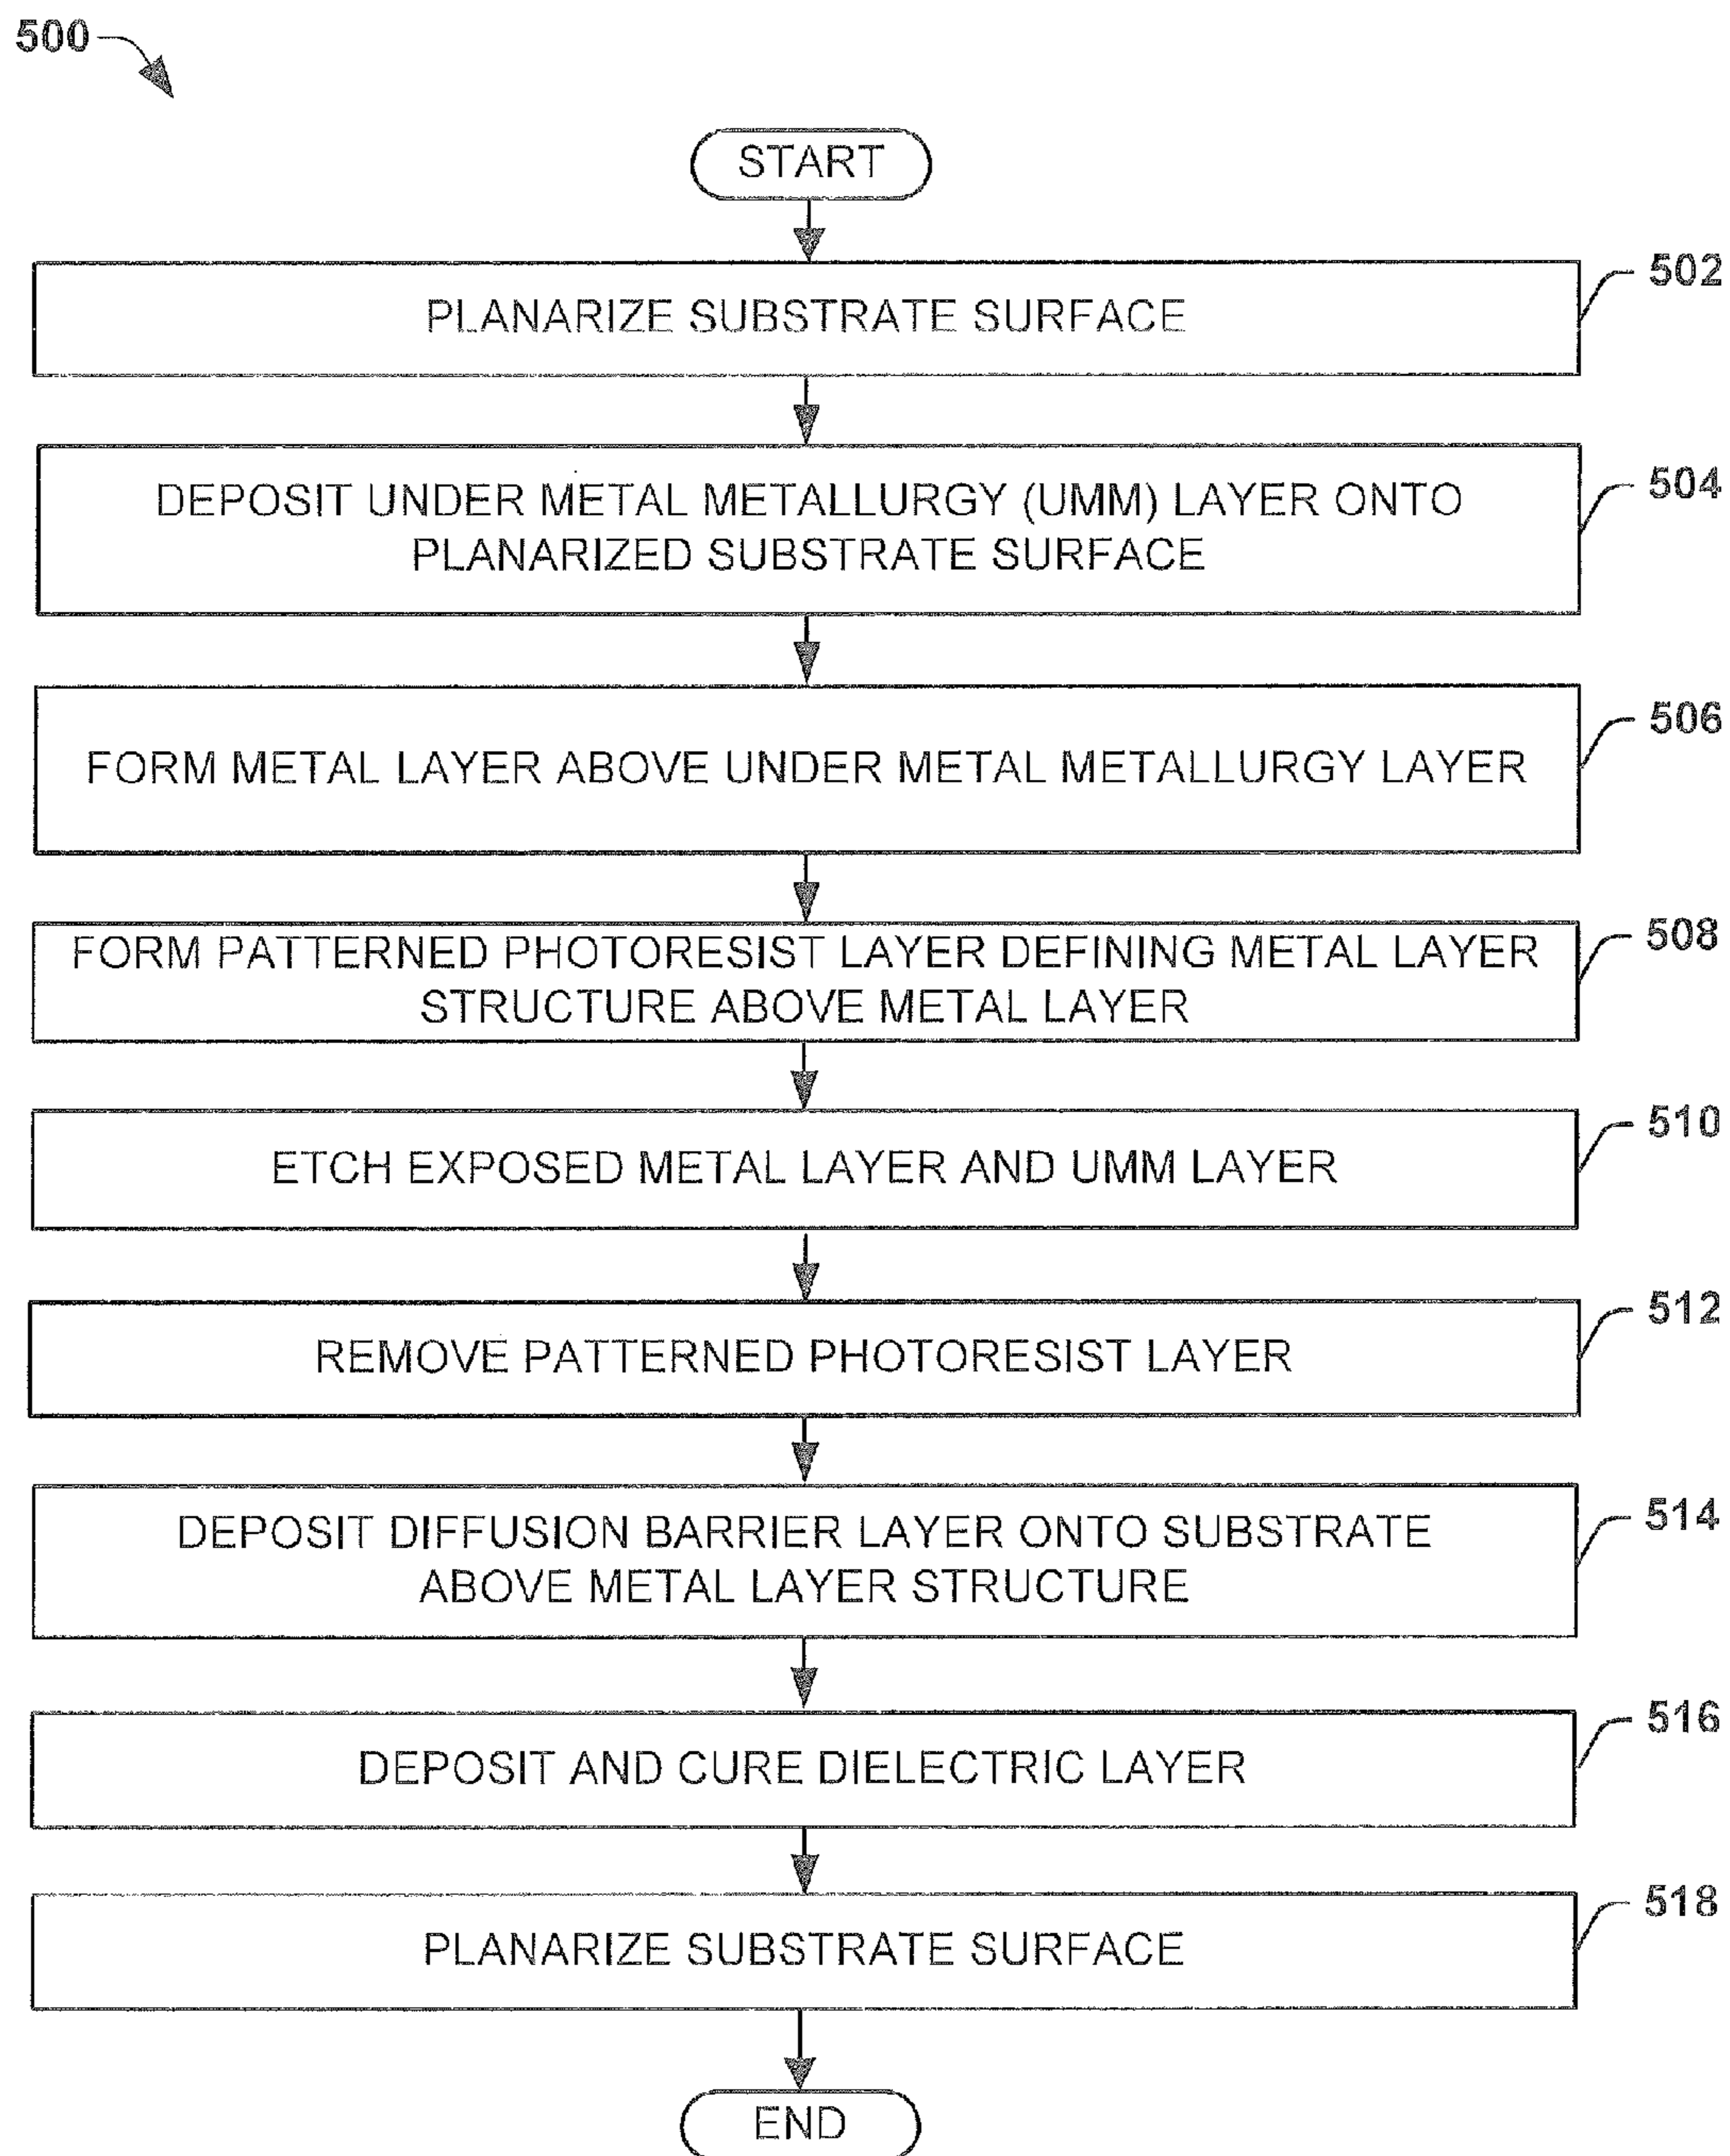 500
START
PLANARIZE SUBSTRATE SURFACE
502
DEPOSIT UNDER METAL METALLURGY (UMM) LAYER ONTO
PLANARIZED SUBSTRATE SURFACE
504
FORM METAL LAYER ABOVE UNDER METAL METALLURGY LAYER
506
FORM PATTERNED PHOTORESIST LAYER DEFINING METAL LAYER
STRUCTURE ABOVE METAL LAYER
508
ETCH EXPOSED METAL LAYER AND UMM LAYER
510
REMOVE PATTERNED PHOTORESIST LAYER
512
DEPOSIT DIFFUSION BARRIER LAYER ONTO SUBSTRATE
ABOVE METAL LAYER STRUCTURE
514
DEPOSIT AND CURE DIELECTRIC LAYER
516
PLANARIZE SUBSTRATE SURFACE
518
END